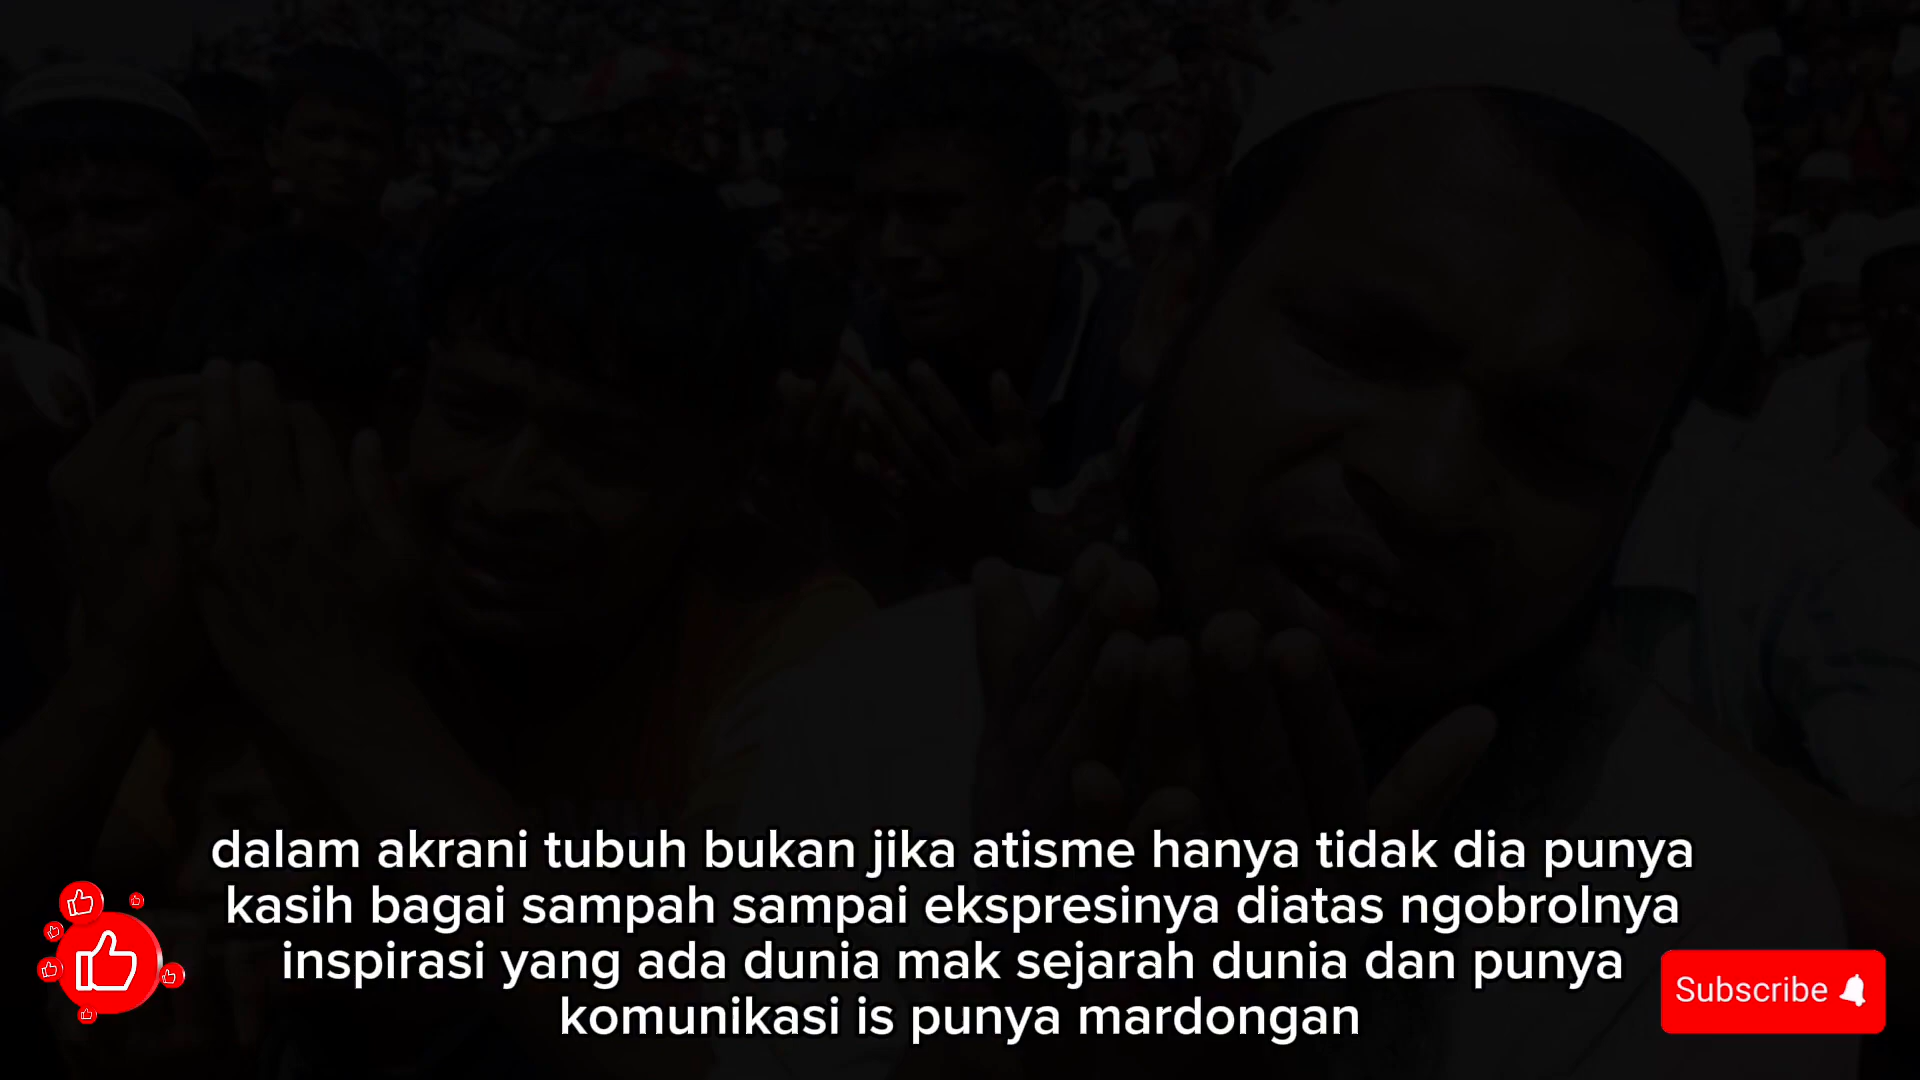 dalam akrani tubuh bukan jika atisme hanya tidak dia punya
kasih bagai sampah sampai ekspresinya diatas ngobrolnya
inspirasi yang ada dunia mak sejarah dunia dan punya
komunikasi is punya mardongan
Subscribe